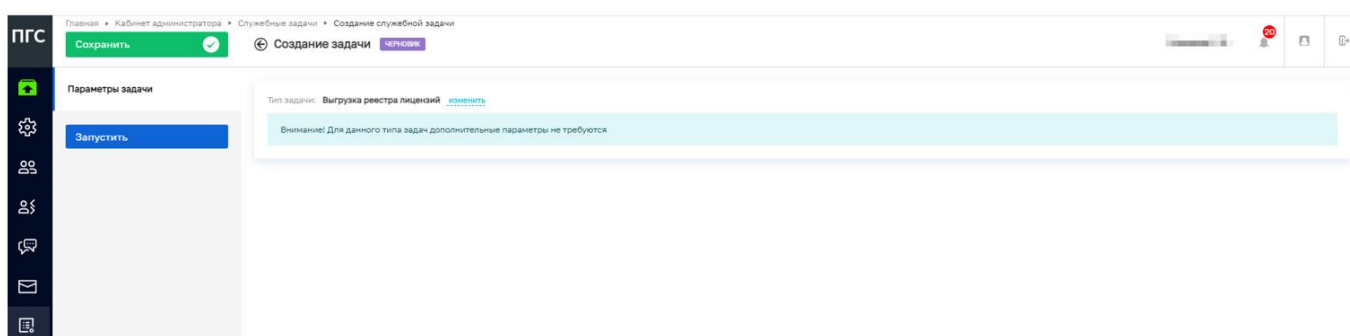 ПГС
Главная ▸ Кабинет администратора ▸ Служебные задачи ▸ Создание служебной задачи
Сохранить
Создание задачи ЧЕРНОВИК
20
Параметры задачи
Тип задачи: Выгрузка реестра лицензий изменить
Внимание! Для данного типа задач дополнительные параметры не требуются
Запустить